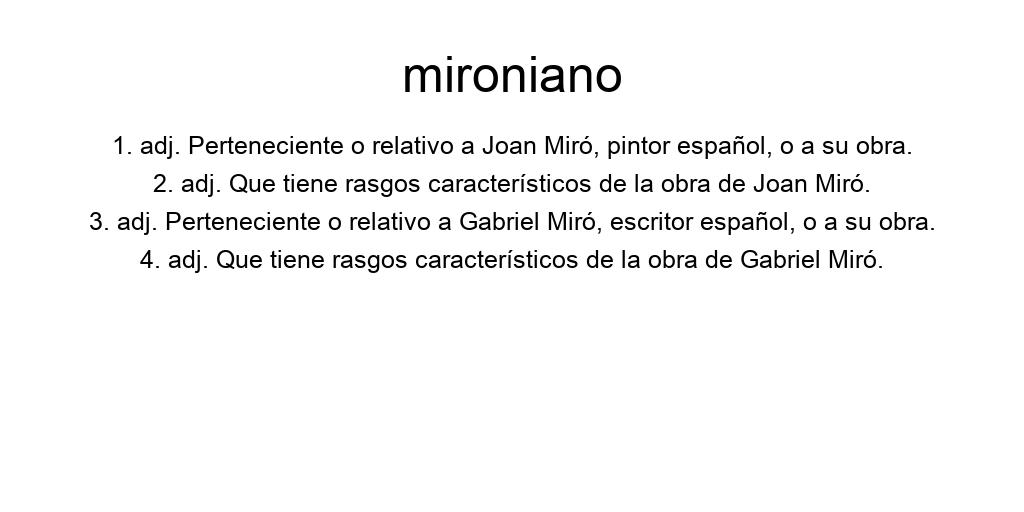 mironiano
1. adj. Perteneciente o relativo a Joan Miró, pintor español, o a su obra.
2. adj. Que tiene rasgos característicos de la obra de Joan Miró.
3. adj. Perteneciente o relativo a Gabriel Miró, escritor español, o a su obra.
4. adj. Que tiene rasgos característicos de la obra de Gabriel Miró.